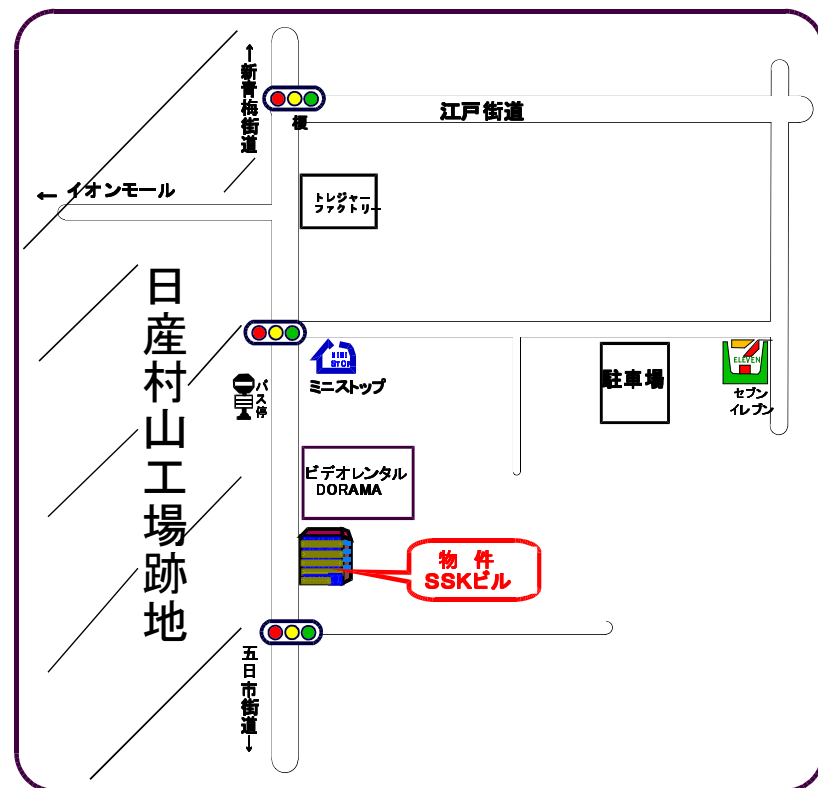 ↑新青梅街道
榎
江戸街道
← イオンモール
トレジャー
ファクトリー
日産村山工場跡地
MINI
STOP
ミニストップ
バス停
駐車場
ELEVEN
セブン
イレブン
ビデオレンタル
DORAMA
物 件
SSKビル
五日市街道→